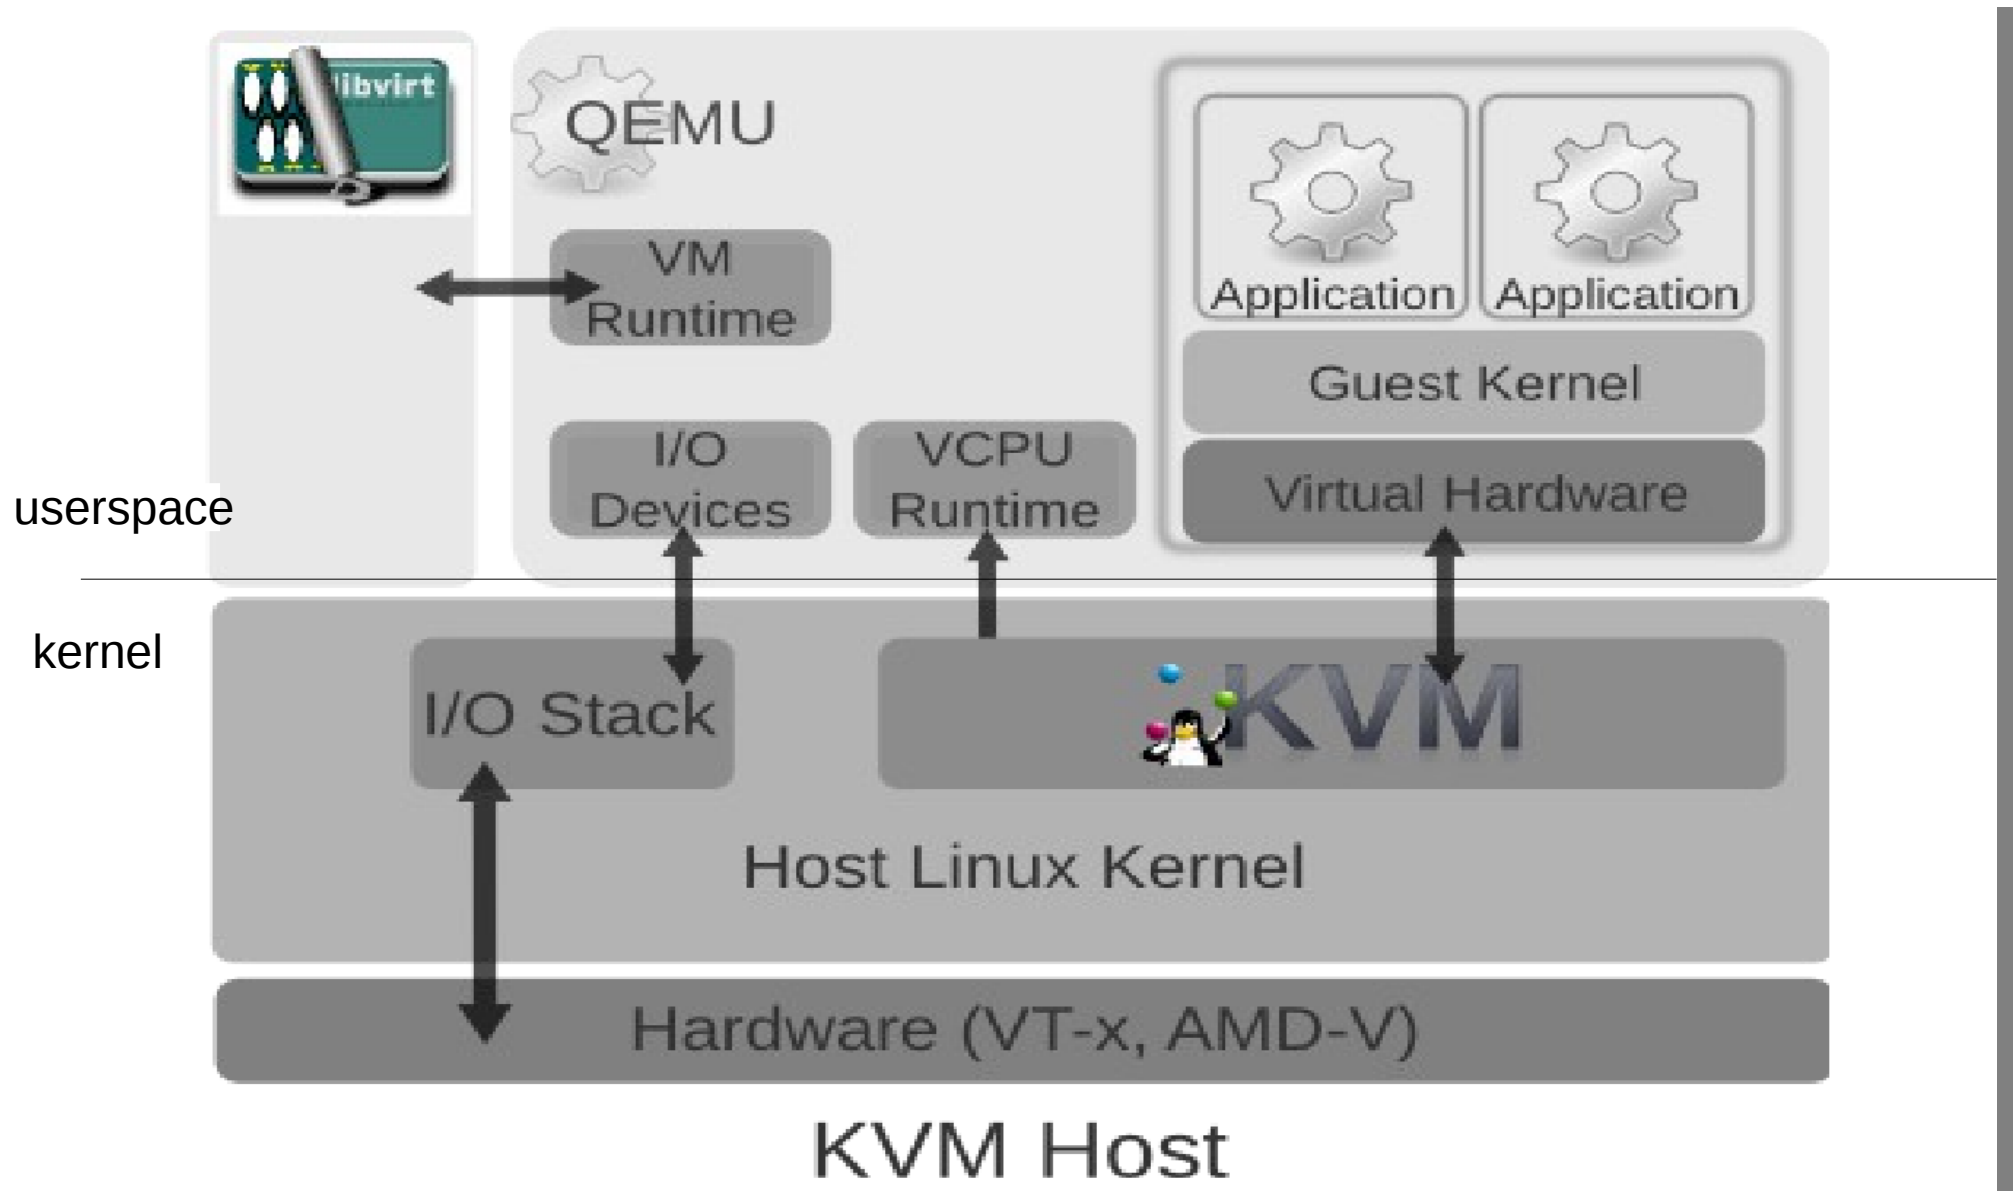 libvirt
QEMU
VM
Runtime
Application Application
Guest Kernel
I/O
Devices
VCPU
Runtime
Virtual Hardware
userspace
kernel
I/O Stack
KVM
Host Linux Kernel
Hardware (VT-x, AMD-V)
KVM Host